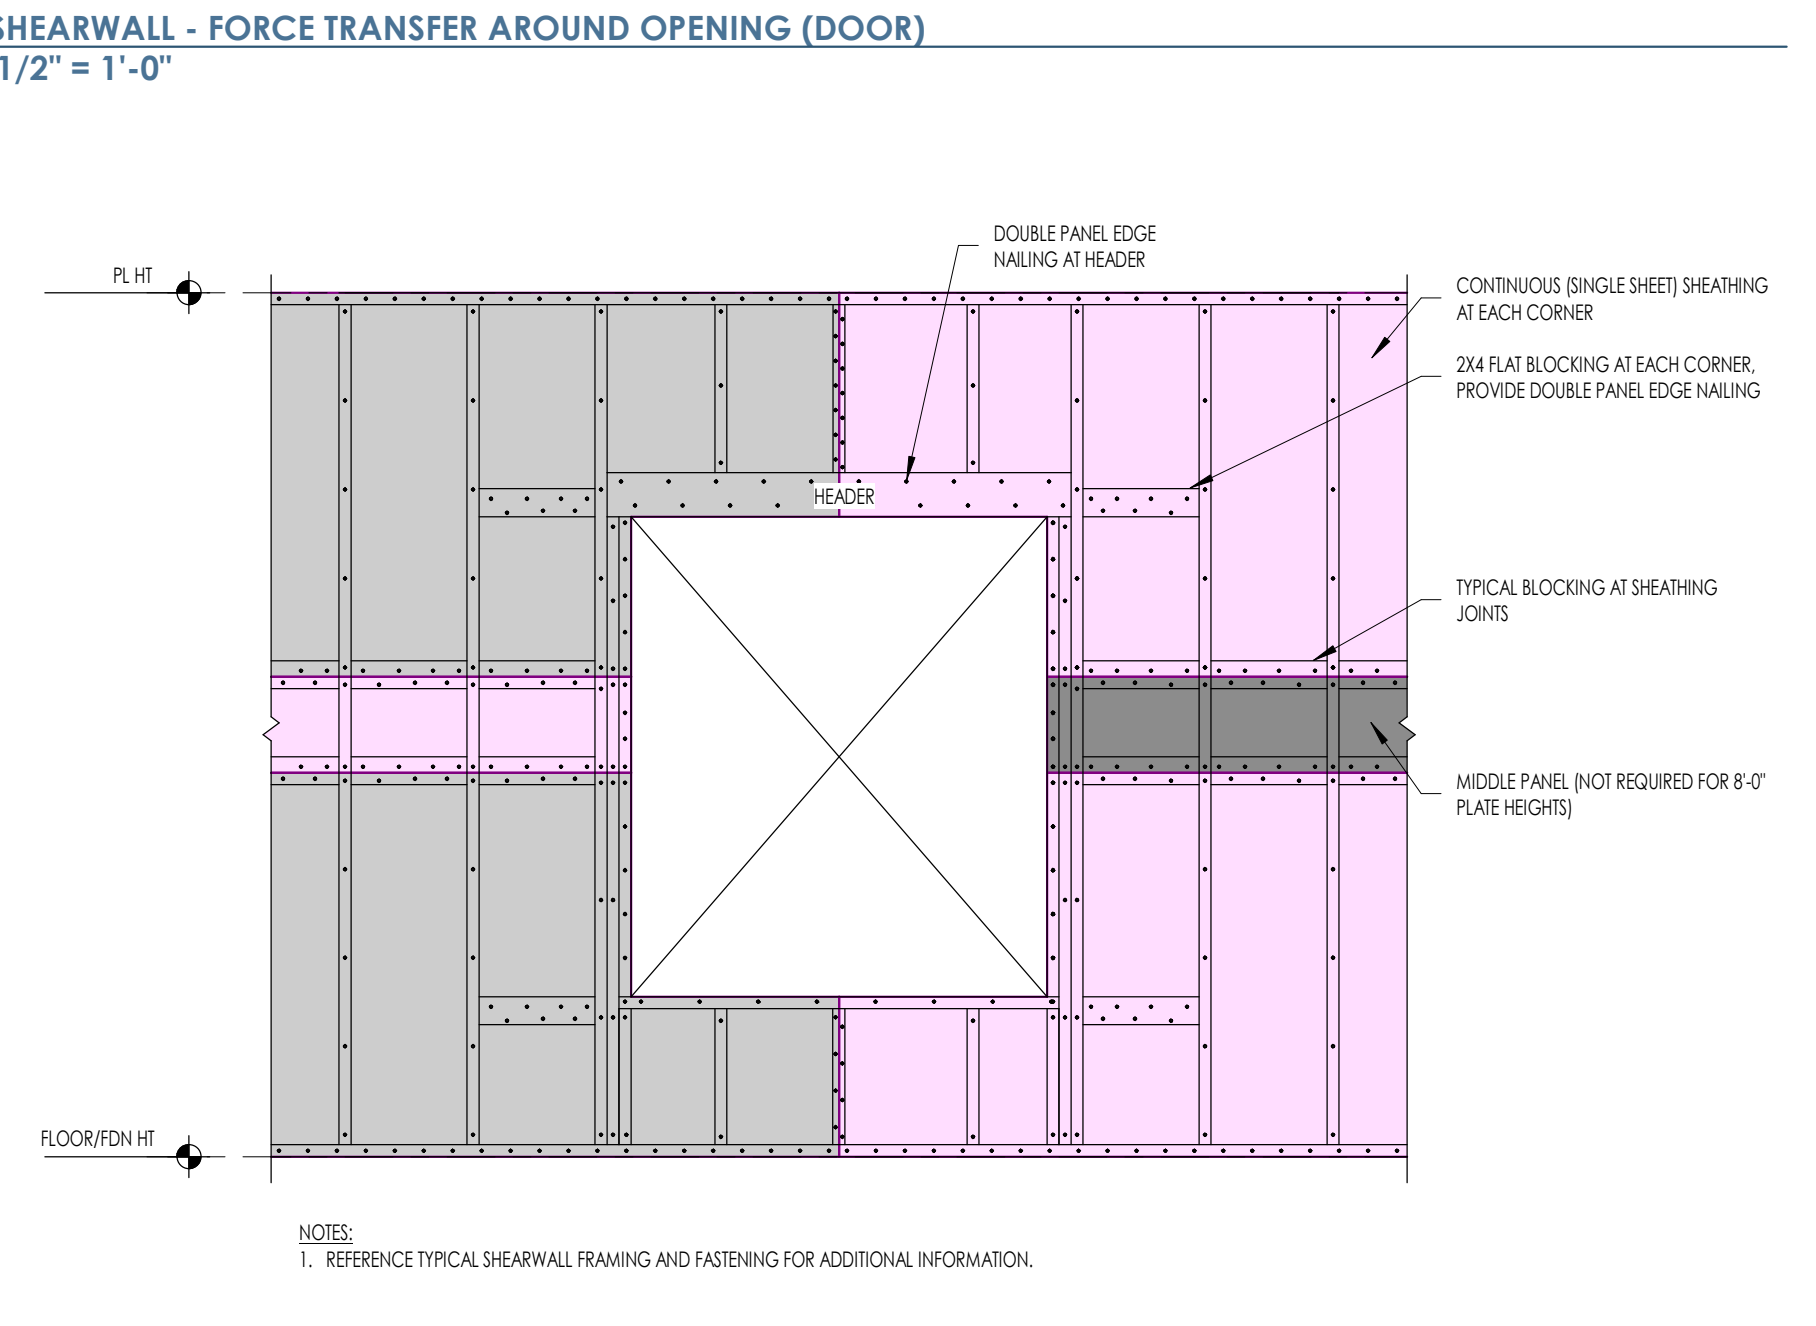 SHEARWALL - FORCE TRANSFER AROUND OPENING (DOOR)
1/2" = 1'-0"
DOUBLE PANEL EDGE
NAILING AT HEADER
PL HT
CONTINUOUS (SINGLE SHEET) SHEATHING
AT EACH CORNER
2X4 FLAT BLOCKING AT EACH CORNER,
PROVIDE DOUBLE PANEL EDGE NAILING
HEADER
TYPICAL BLOCKING AT SHEATHING
JOINTS
MIDDLE PANEL (NOT REQUIRED FOR 8'-0"
PLATE HEIGHTS)
FLOOR/FDN HT
NOTES:
1. REFERENCE TYPICAL SHEARWALL FRAMING AND FASTENING FOR ADDITIONAL INFORMATION.